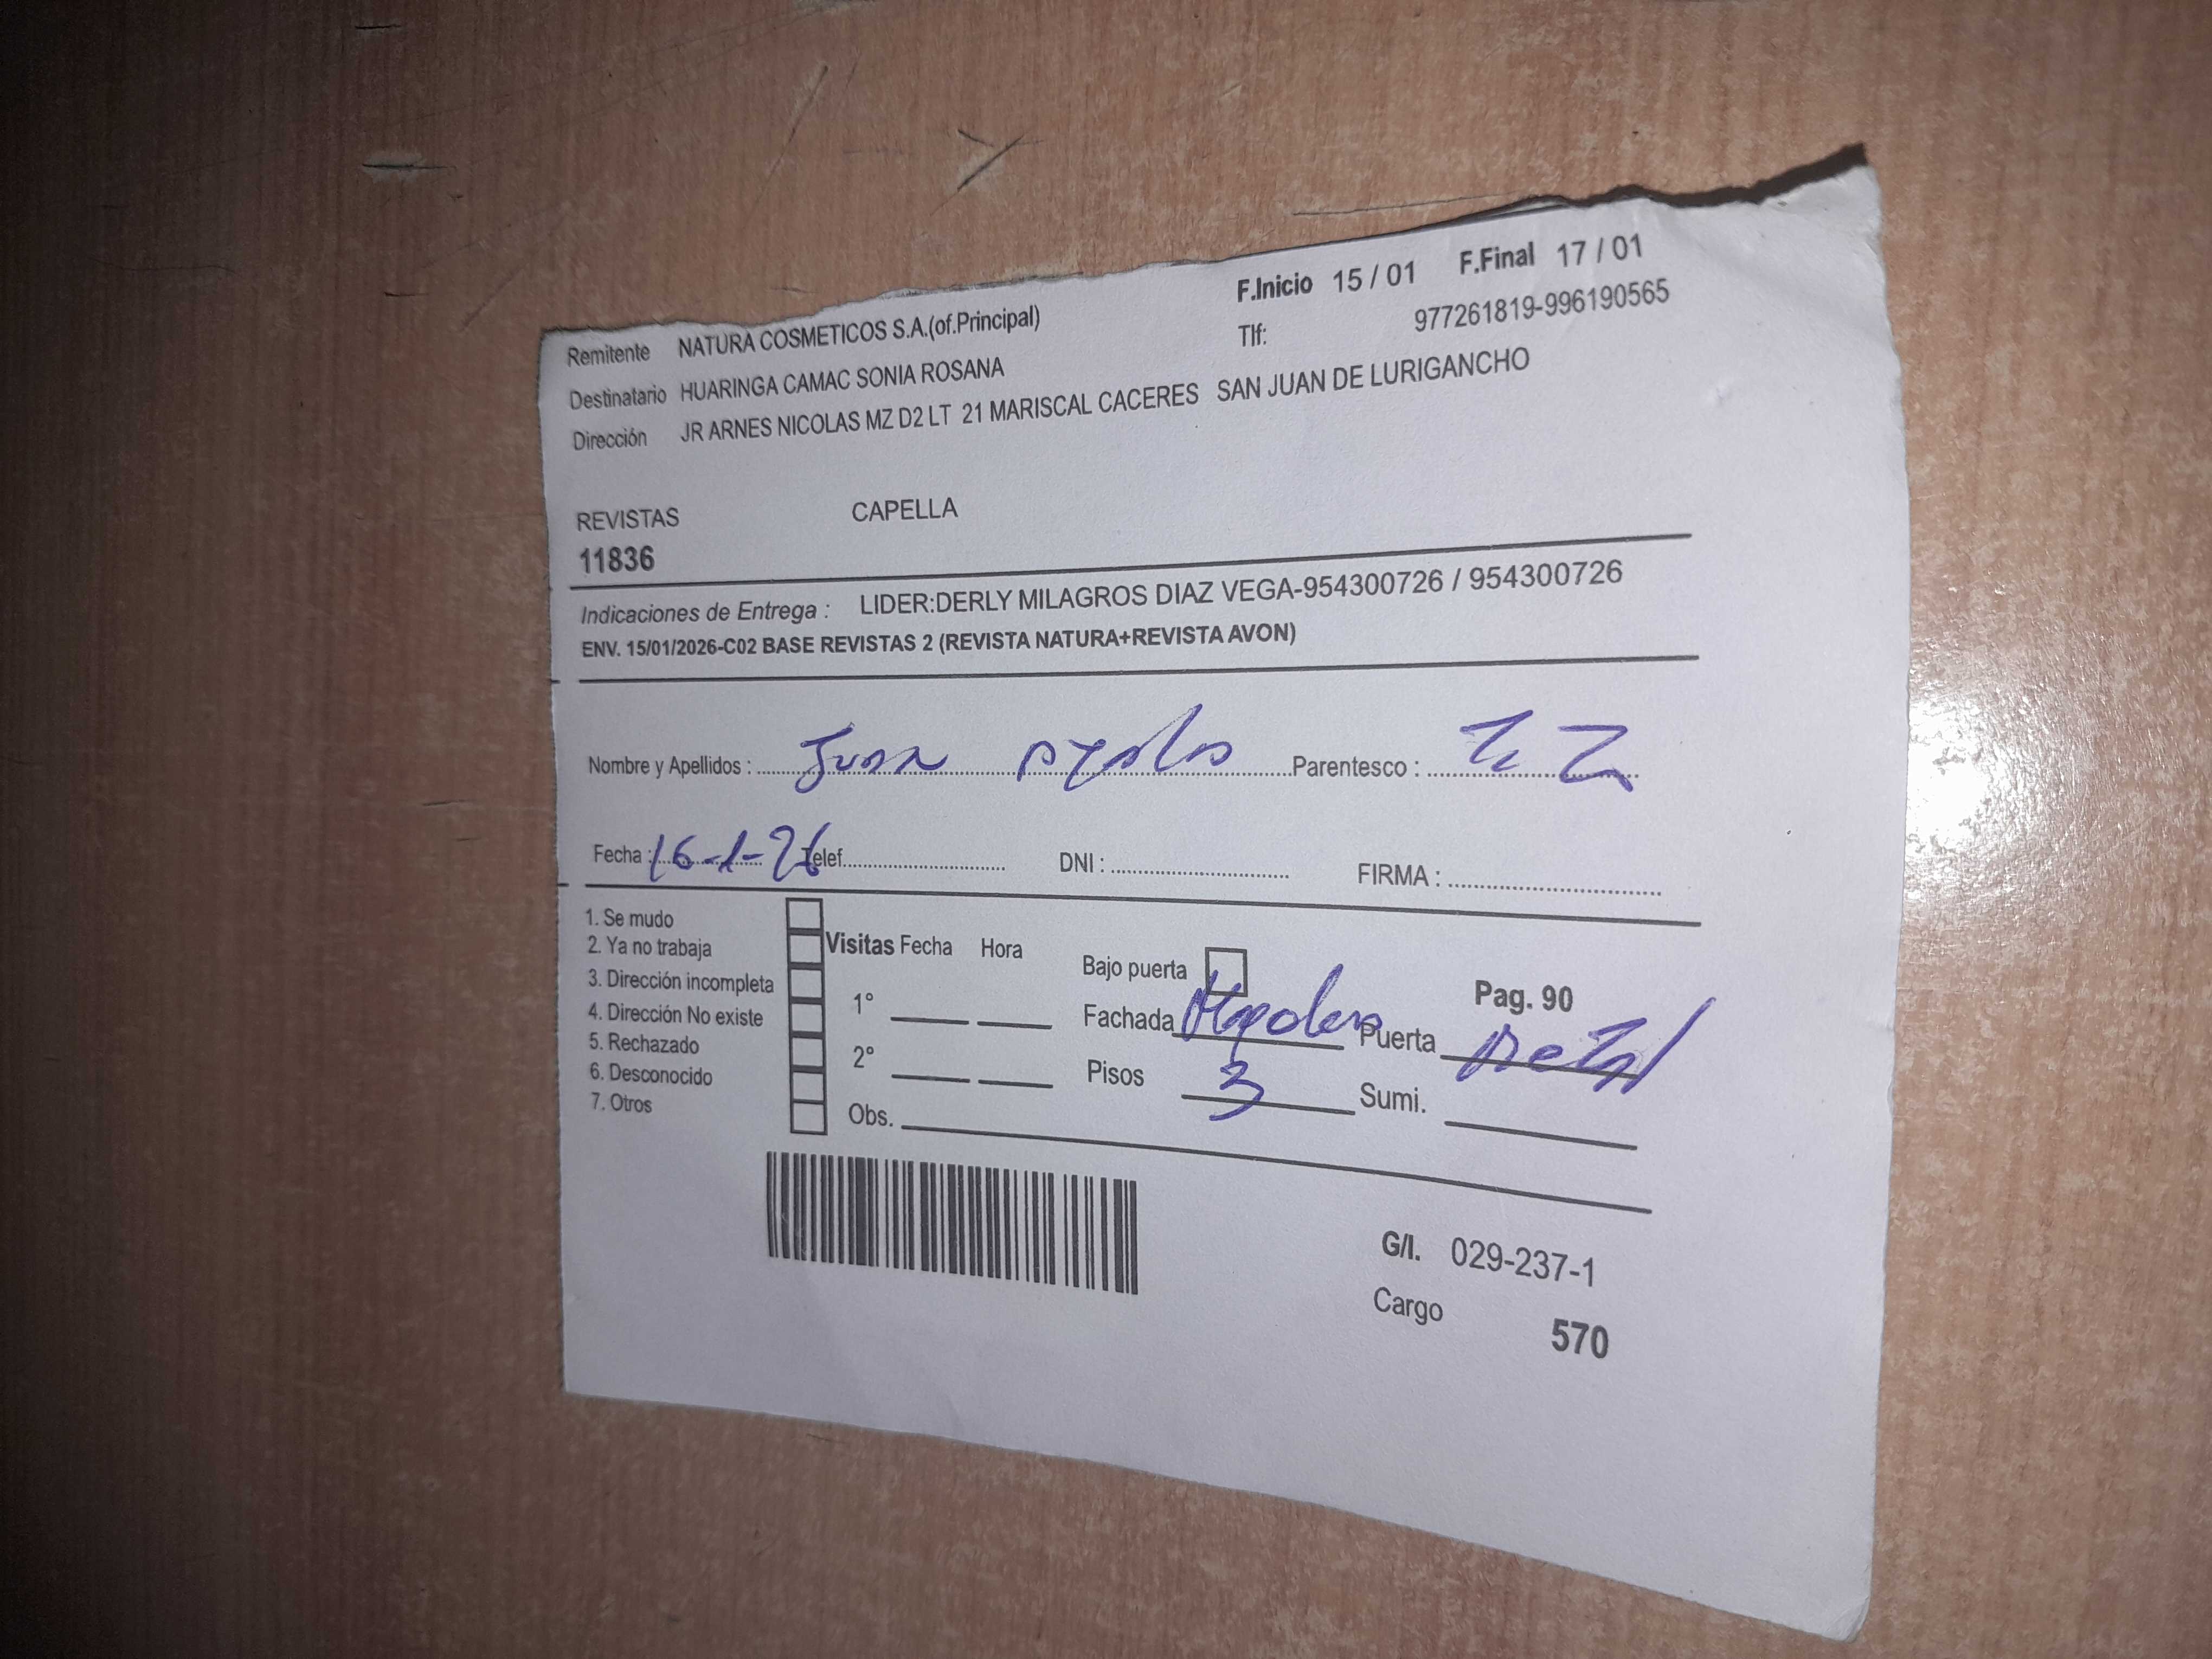 F.Inicio 15 / 01 F.Final 17 / 01
Remitente NATURA COSMETICOS S.A.(of.Principal) Tlf: 977261819-996190565
Destinatario HUARINGA CAMAC SONIA ROSANA
Dirección JR ARNES NICOLAS MZ D2 LT 21 MARISCAL CACERES SAN JUAN DE LURIGANCHO
REVISTAS CAPELLA
11836
Indicaciones de Entrega : LIDER:DERLY MILAGROS DIAZ VEGA-954300726 / 954300726
ENV. 15/01/2026-C02 BASE REVISTAS 2 (REVISTA NATURA+REVISTA AVON)
Nombre y Apellidos : Juan Parentesco :
Fecha : 16-1-26 Telef. DNI : FIRMA :
1. Se mudo
2. Ya no trabaja
3. Dirección incompleta
4. Dirección No existe
5. Rechazado
6. Desconocido
7. Otros
Visitas Fecha Hora
1°
2°
Obs.
Bajo puerta Pag. 90
Fachada Puerta metal
Pisos 3 Sumi.
G/I. 029-237-1
Cargo 570